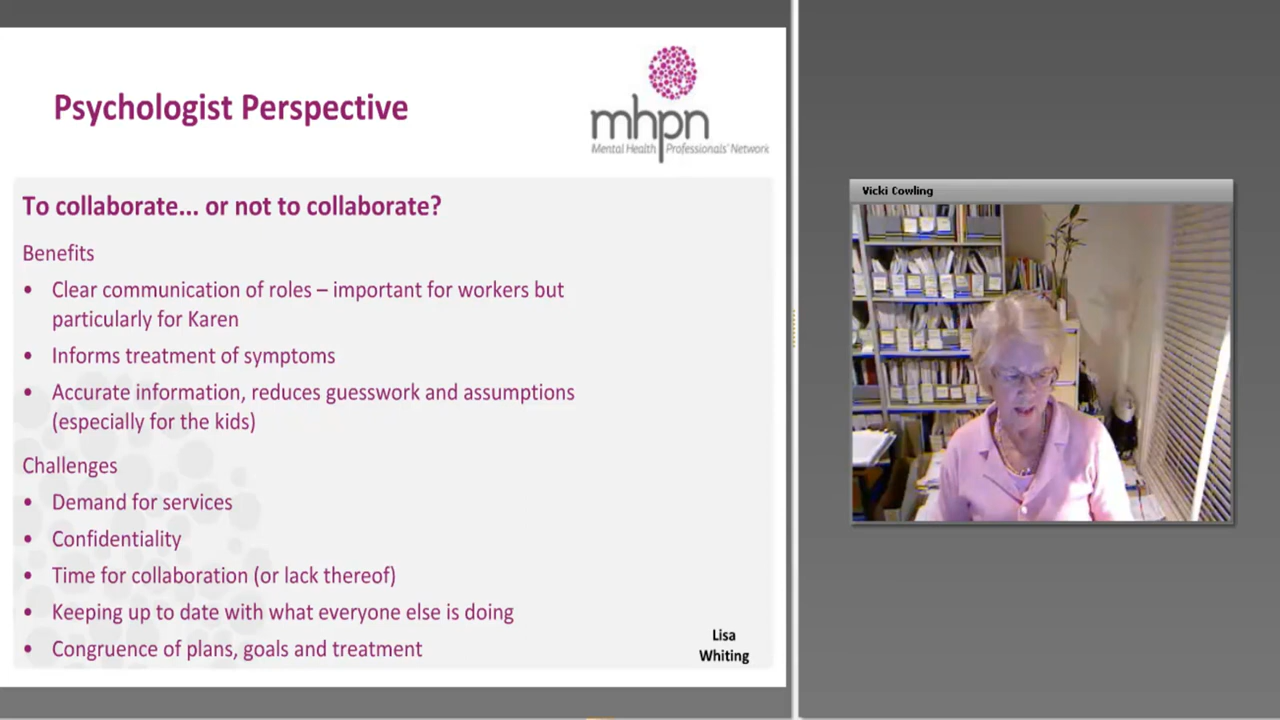 Psychologist Perspective
mhpn
Mental Health Professionals' Network
To collaborate... or not to collaborate?
Benefits
• Clear communication of roles – important for workers but
particularly for Karen
• Informs treatment of symptoms
• Accurate information, reduces guesswork and assumptions
(especially for the kids)
Challenges
• Demand for services
• Confidentiality
• Time for collaboration (or lack thereof)
• Keeping up to date with what everyone else is doing
• Congruence of plans, goals and treatment
Lisa
Whiting
Vicki Cowling